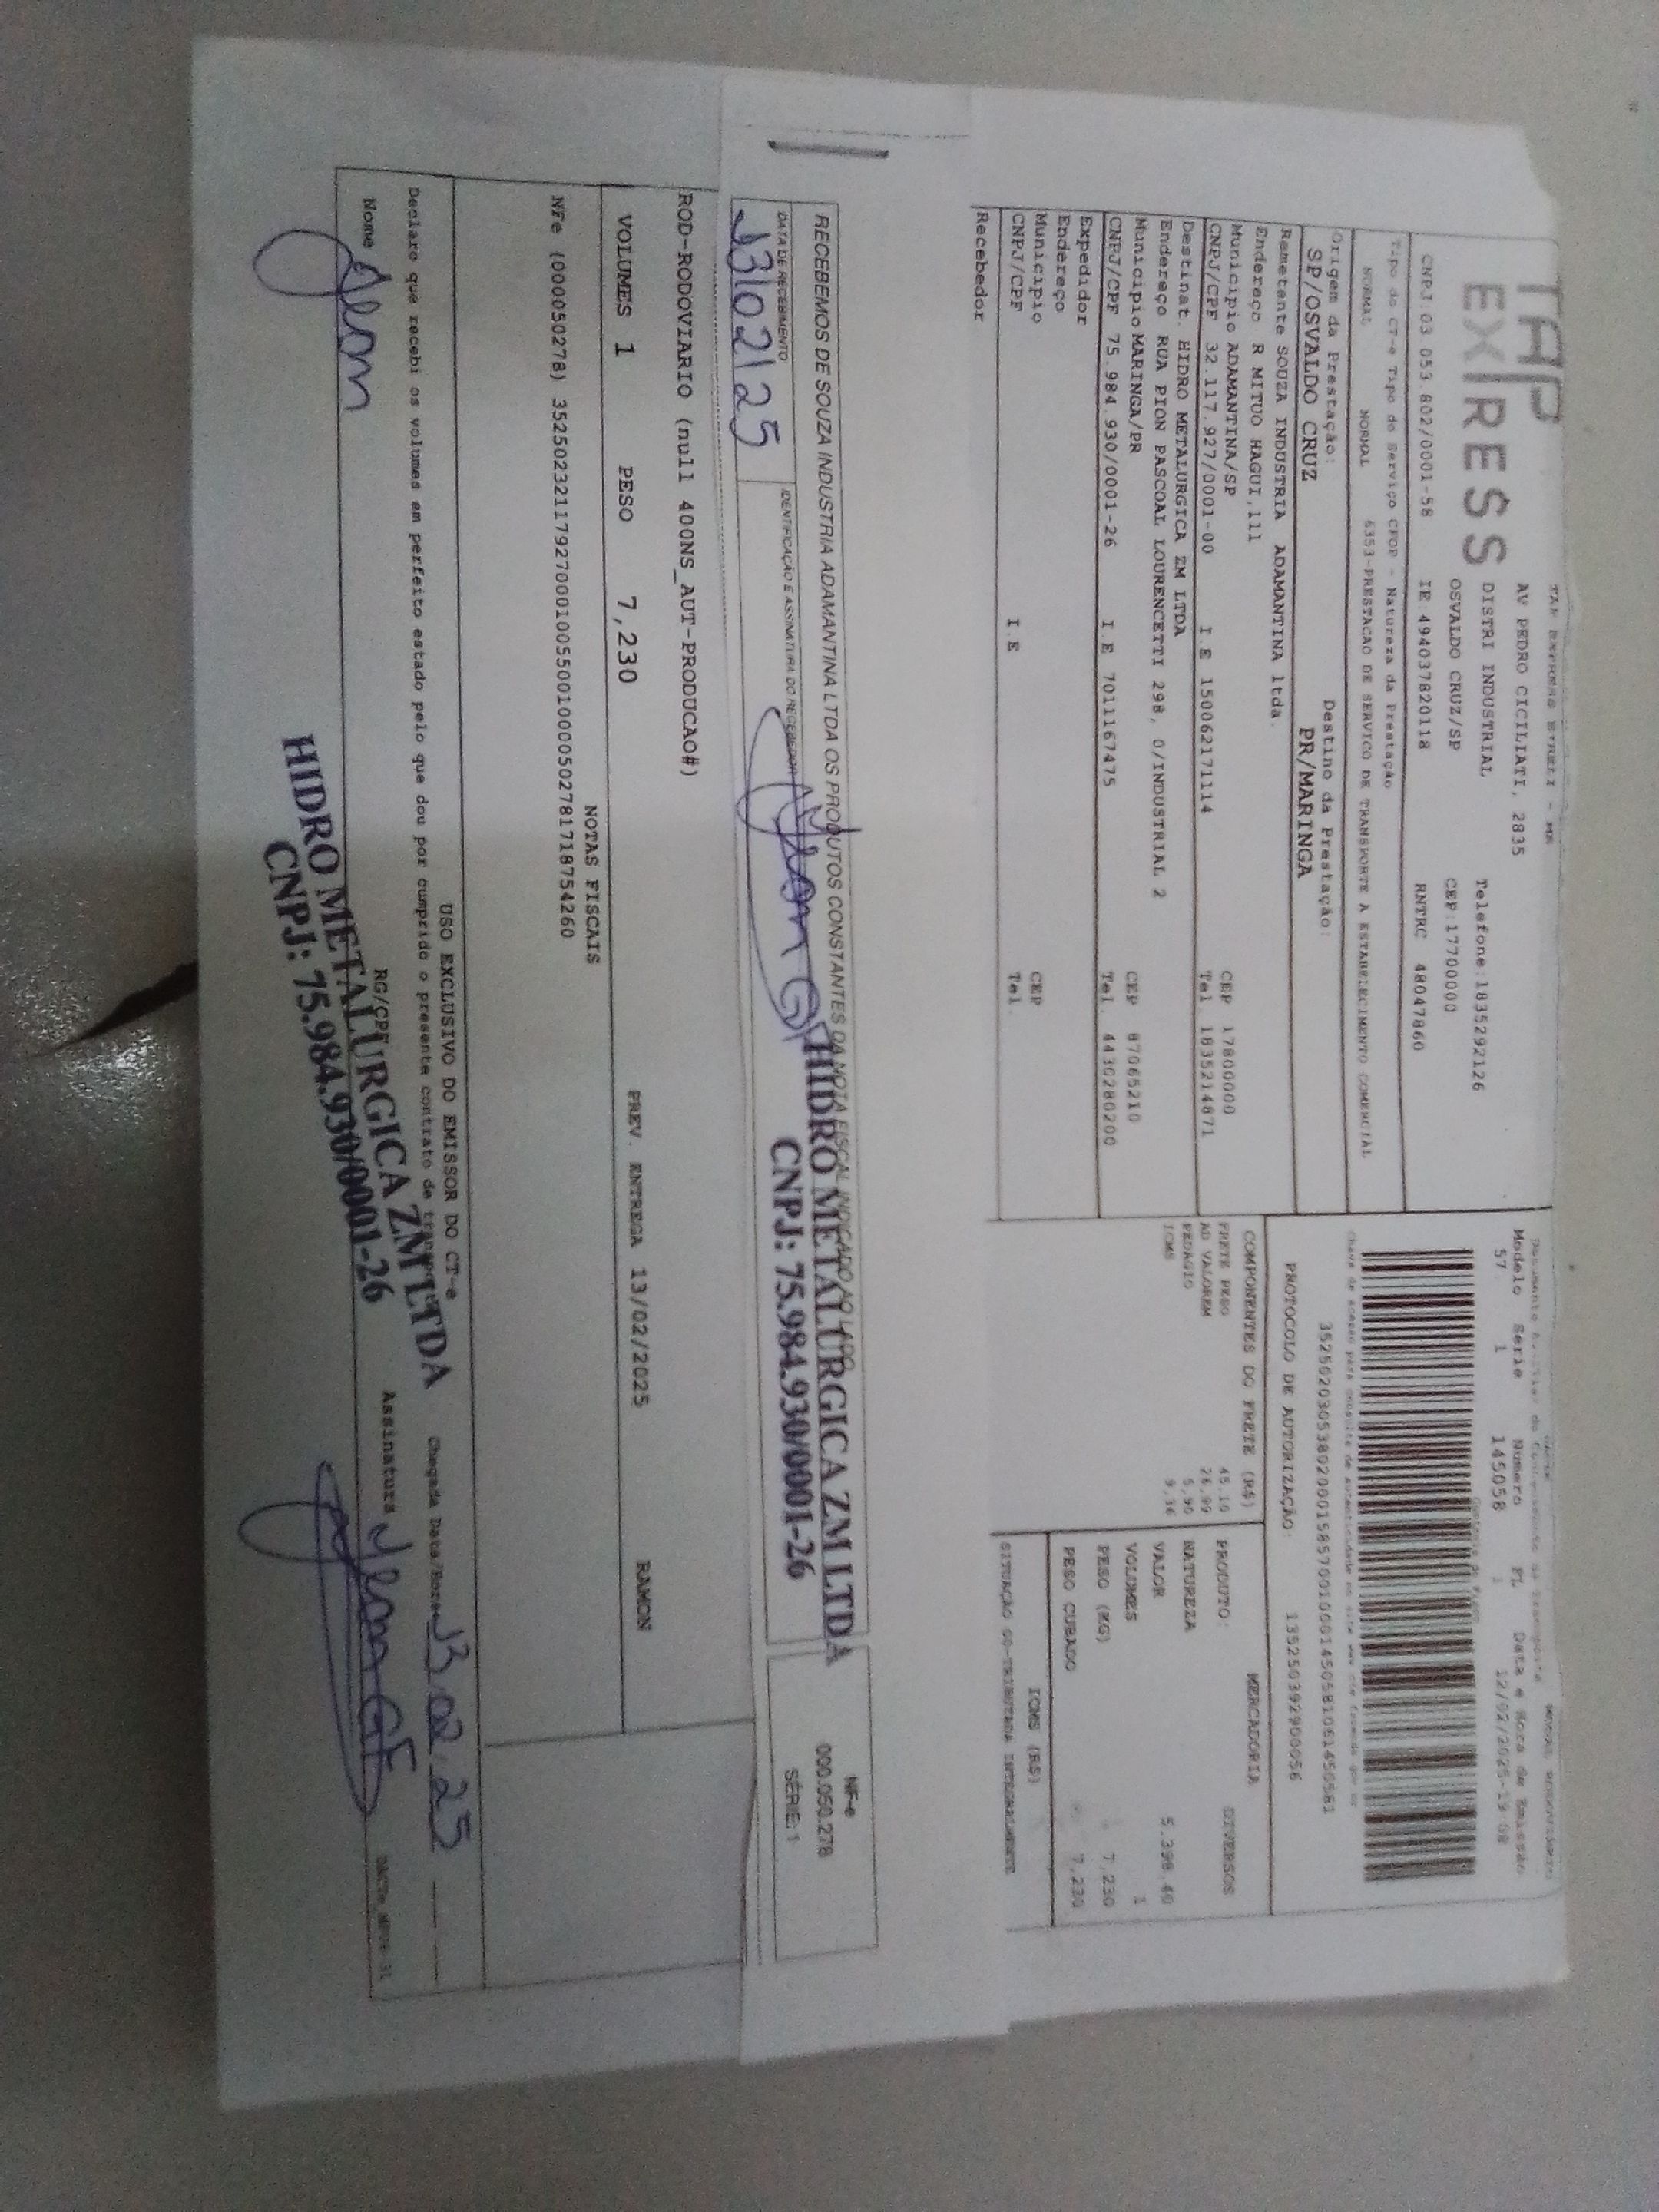 TAP
EXPRESS
TAP EXPRESS EIRELI - ME
AV PEDRO CICILIATI, 2835
DISTRI INDUSTRIAL Telefone:1835292126
OSVALDO CRUZ/SP CEP:17700000
CNPJ:03.053.802/0001-58 IE:494037820118 RNTRC 48047860
Tipo do CT-e Tipo do Serviço CFOP - Natureza da Prestação
NORMAL NORMAL 6353-PRESTACAO DE SERVICO DE TRANSPORTE A ESTABELECIMENTO COMERCIAL
Origem da Prestação: Destino da Prestação:
SP/OSVALDO CRUZ PR/MARINGA
Remetente SOUZA INDUSTRIA ADAMANTINA ltda.
Endereço R MITUO HAGUI,111
Municipio ADAMANTINA/SP CEP 17800000
CNPJ/CPF 32.117.927/0001-00 I E 150062171114 Tel. 1835214871
Destinat. HIDRO METALURGICA ZM LTDA
Endereço RUA PION PASCOAL LOURENCETTI 298, 0/INDUSTRIAL 2
Municipio MARINGA/PR CEP 87065210
CNPJ/CPF 75.984.930/0001-26 I E 7011167475 Tel. 4430280200
Expedidor
Endereço
Municipio CEP
CNPJ/CPF I.E Tel.
Recebedor
Modelo Série Número FL Data e Hora de Emissão
57 1 145058 1 12/02/2025-19:08
PROTOCOLO DE AUTORIZAÇÃO:
COMPONENTES DO FRETE (R$)
FRETE PESO 45,10
AD VALOREM 26,99
PEDAGIO 5,90
ICMS 9,36
MERCADORIA
PRODUTO: DIVERSOS
NATUREZA
VALOR 5.398,40
VOLUMES 1
PESO (KG) 7,230
PESO CUBADO 7,230
ICMS (R$)
RECEBEMOS DE SOUZA INDUSTRIA ADAMANTINA LTDA OS PRODUTOS CONSTANTES DA NOTA FISCAL INDICADO AO LADO
DATA DE RECEBIMENTO IDENTIFICAÇÃO E ASSINATURA DO RECEBEDOR
13/02/25
HIDRO METALURGICA ZM LTDA
CNPJ: 75.984.930/0001-26
NF-e
000.050.278
SÉRIE: 1
ROD-RODOVIARIO (null 400NS_AUT-PRODUCAO#)
VOLUMES 1 PESO 7,230 PREV. ENTREGA 13/02/2025 RAMON
NOTAS FISCAIS
NFe (000050278) 35250232117927000100550010000502781718754260
USO EXCLUSIVO DO EMISSOR DO CT-e
Declaro que recebi os volumes em perfeito estado pelo que dou por cumprido o presente contrato de Chegada Data/Hora 13.02.25
Nome RG/CPF Assinatura
HIDRO METALURGICA ZM LTDA
CNPJ: 75.984.930/0001-26